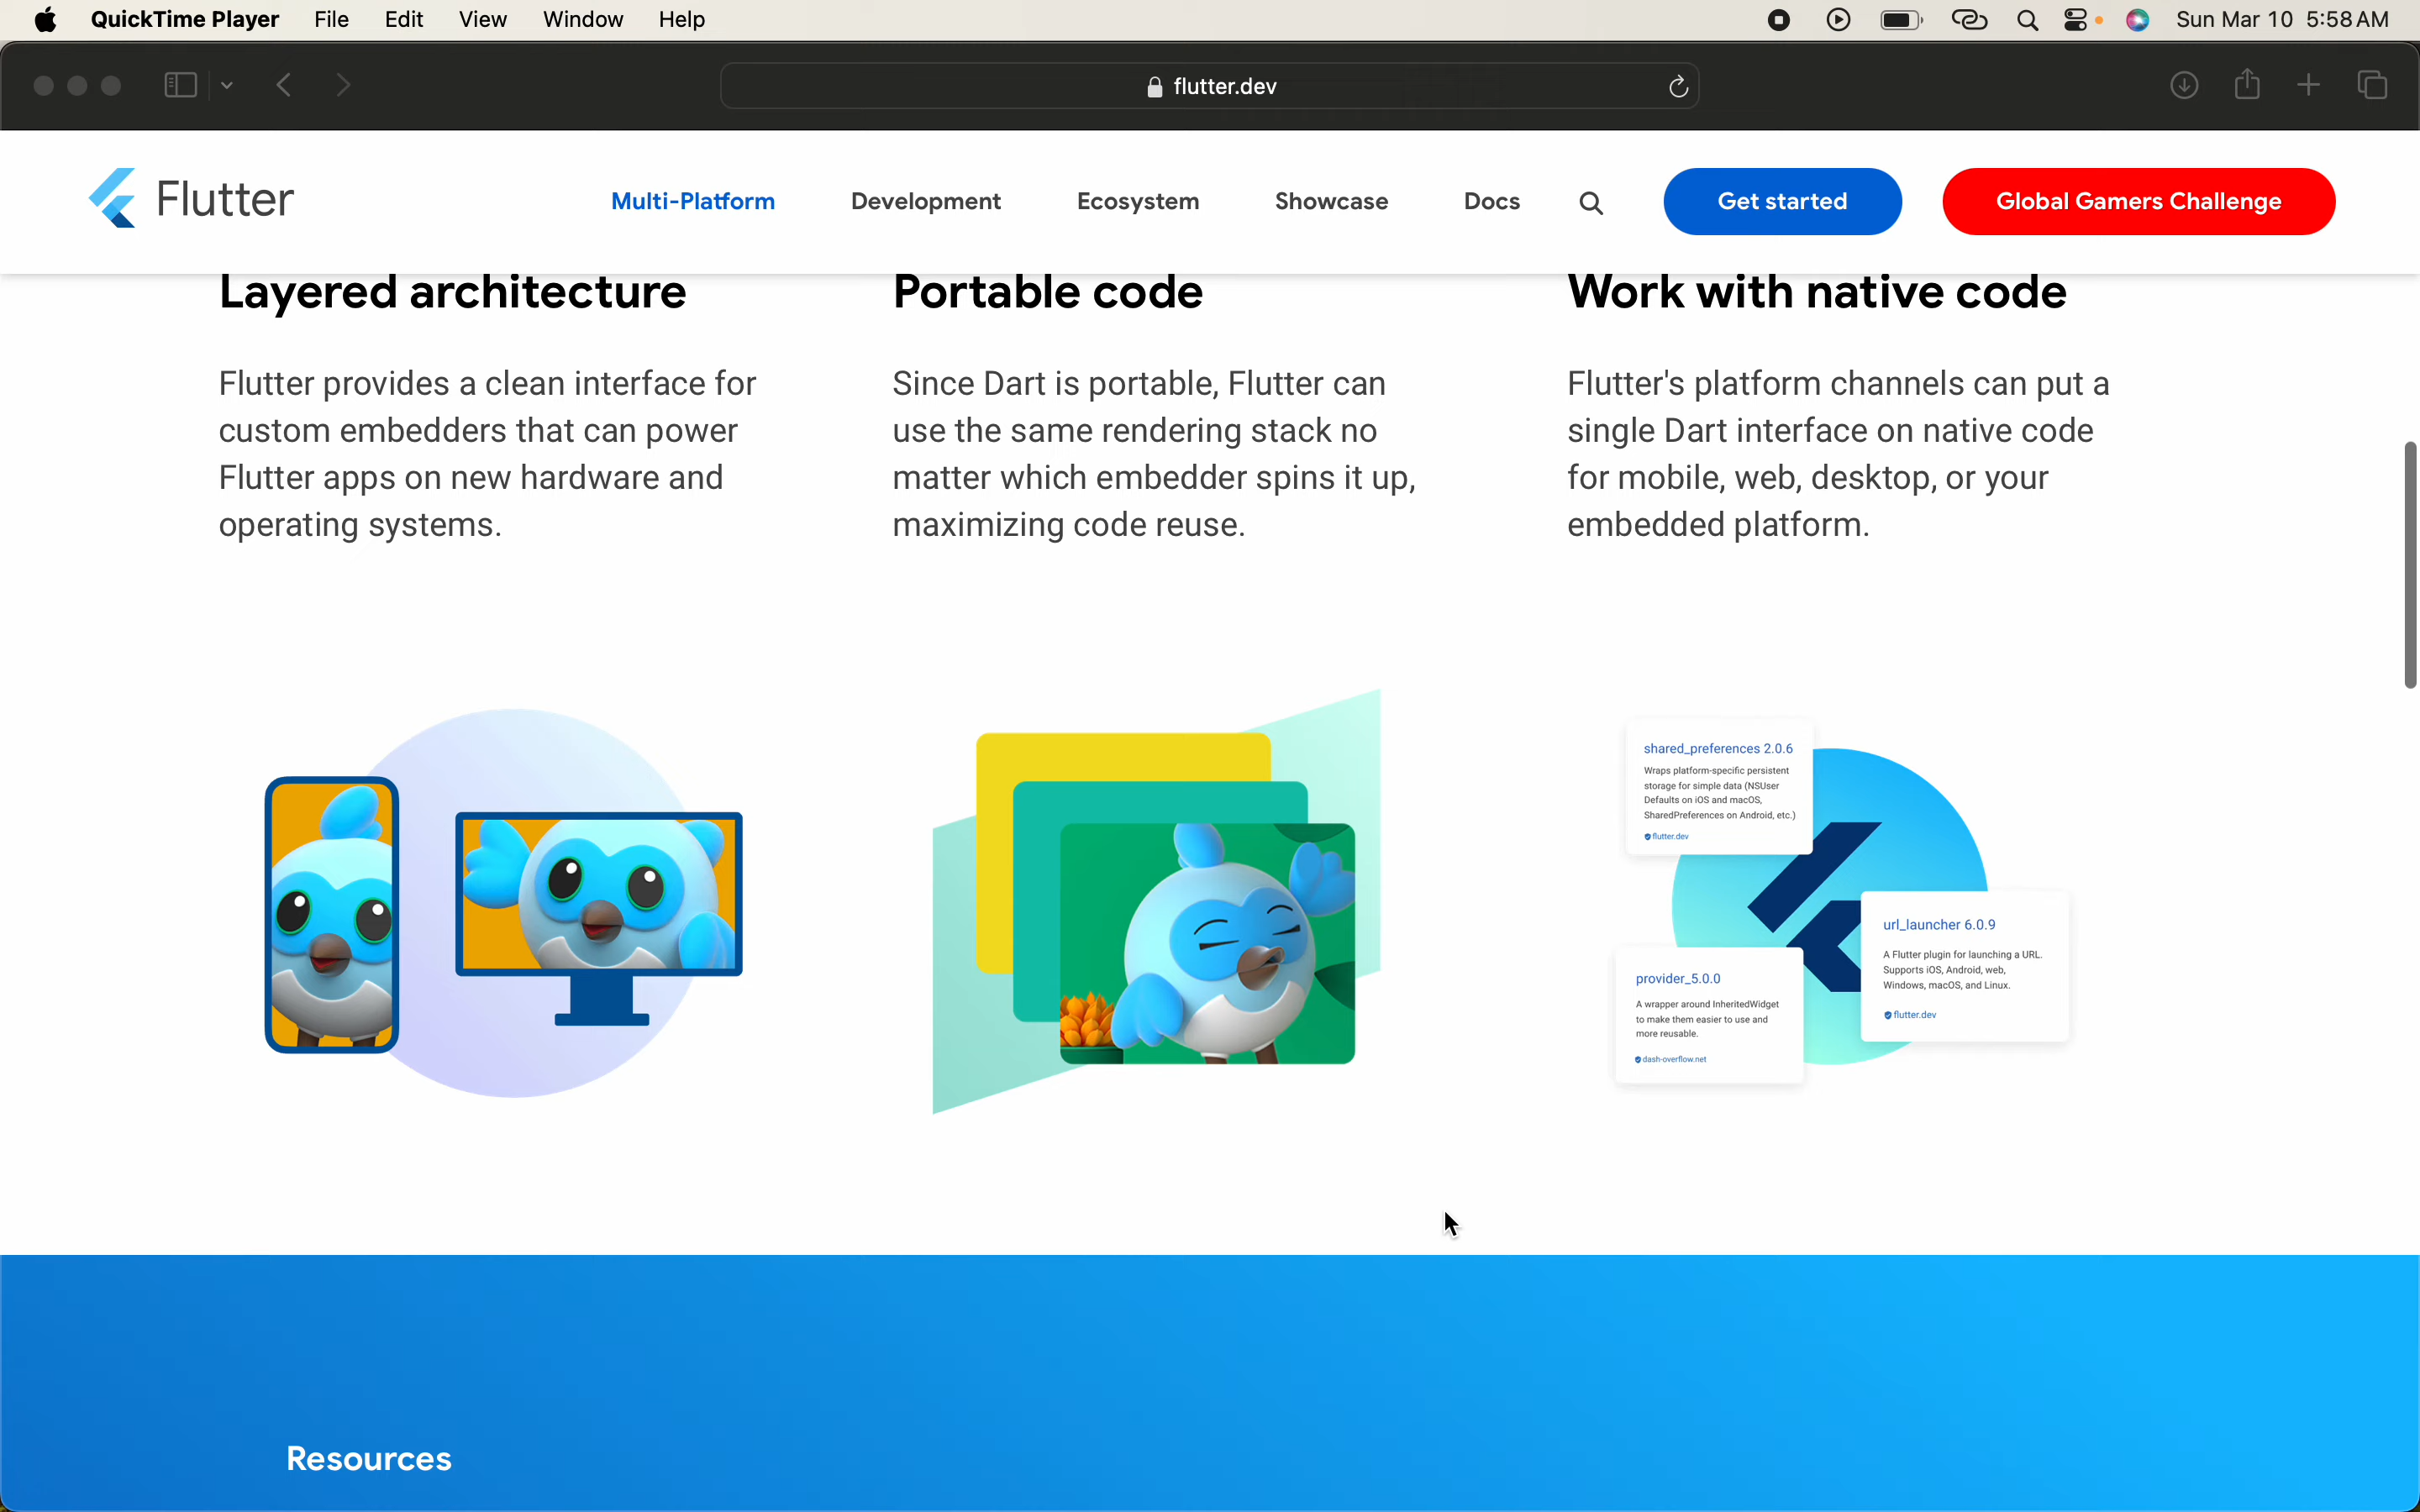 QuickTime Player File Edit View Window Help Sun Mar 10 5:58 AM
flutter.dev
Flutter Multi-Platform Development Ecosystem Showcase Docs Get started Global Gamers Challenge
Layered architecture
Flutter provides a clean interface for
custom embedders that can power
Flutter apps on new hardware and
operating systems.
Portable code
Since Dart is portable, Flutter can
use the same rendering stack no
matter which embedder spins it up,
maximizing code reuse.
Work with native code
Flutter's platform channels can put a
single Dart interface on native code
for mobile, web, desktop, or your
embedded platform.
shared_preferences 2.0.6
Wraps platform-specific persistent
storage for simple data (NSUser
Defaults on iOS and macOS,
SharedPreferences on Android, etc.)
flutter.dev
url_launcher 6.0.9
A Flutter plugin for launching a URL.
Supports iOS, Android, web,
Windows, macOS, and Linux.
flutter.dev
provider_5.0.0
A wrapper around InheritedWidget
to make them easier to use and
more reusable.
dash-overflow.net
Resources